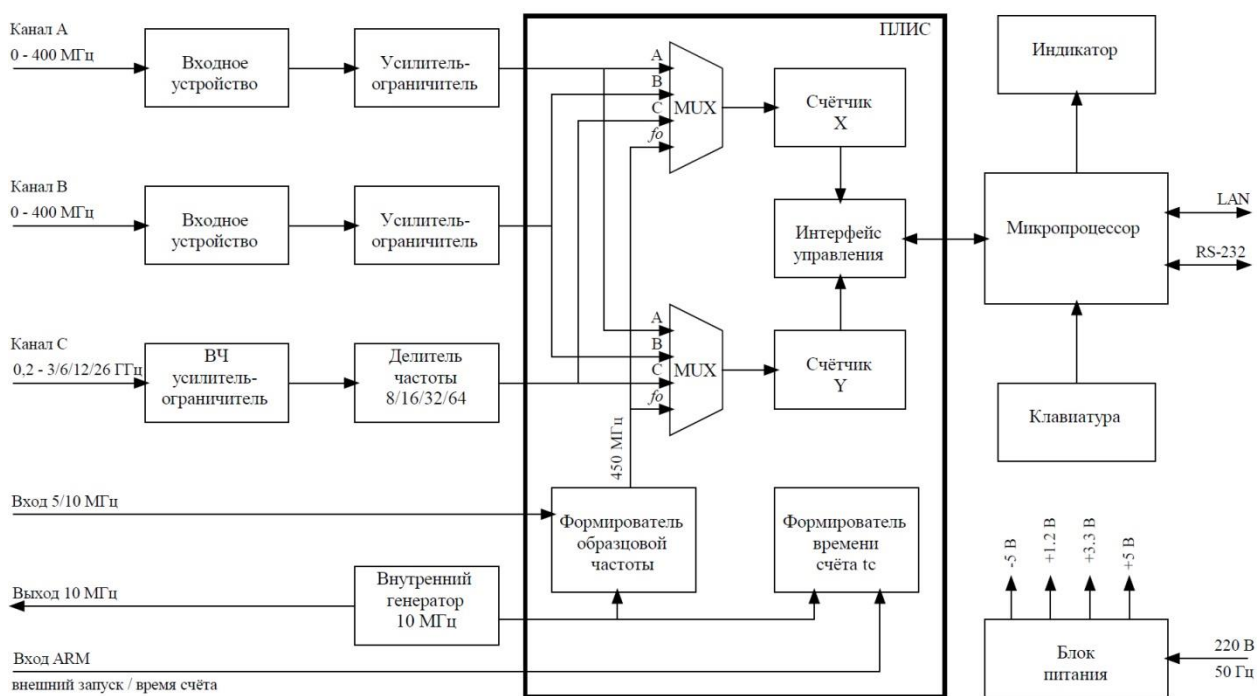 Канал А
0 - 400 МГц
Входное
устройство
Усилитель-
ограничитель
ПЛИС
A
B
C
fo
MUX
Счётчик
X
Индикатор
Канал В
0 - 400 МГц
Входное
устройство
Усилитель-
ограничитель
Интерфейс
управления
Микропроцессор
LAN
RS-232
Канал С
0,2 - 3/6/12/26 ГГц
ВЧ
усилитель-
ограничитель
Делитель
частоты
8/16/32/64
A
B
C
fo
MUX
Счётчик
Y
Клавиатура
450 МГц
Вход 5/10 МГц
Формирователь
образцовой
частоты
Формирователь
времени
счёта tc
-5 В
+1.2 В
+3.3 В
+5 В
Выход 10 МГц
Внутренний
генератор
10 МГц
Вход ARM
внешний запуск / время счёта
Блок
питания
220 В
50 Гц